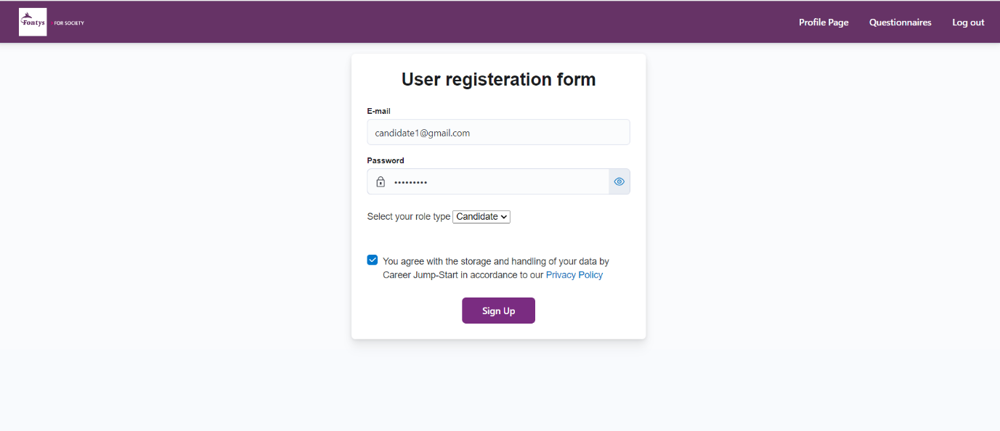 Fontys
FOR SOCIETY
Profile Page
Questionnaires
Log out
User registeration form
E-mail
candidate1@gmail.com
Password
•••••••••
Select your role type Candidate
You agree with the storage and handling of your data by
Career Jump-Start in accordance to our Privacy Policy
Sign Up